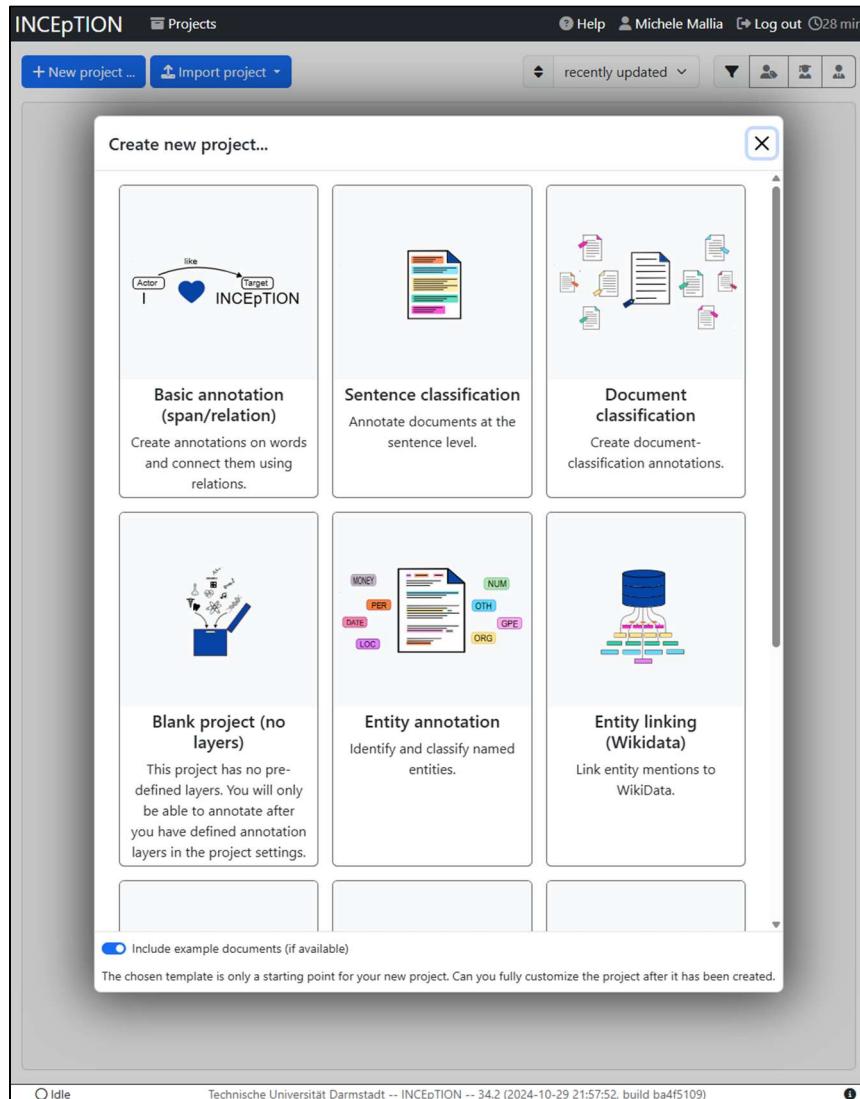 INCEpTION Projects Help Michele Mallia Log out 28 min
+ New project ... Import project recently updated
Create new project...
like
Actor Target
I INCEpTION
Basic annotation
(span/relation)
Create annotations on words
and connect them using
relations.
Sentence classification
Annotate documents at the
sentence level.
Document
classification
Create document-
classification annotations.
Blank project (no
layers)
This project has no pre-
defined layers. You will only
be able to annotate after
you have defined annotation
layers in the project settings.
MONEY NUM
PER OTH
DATE GPE
LOC ORG
Entity annotation
Identify and classify named
entities.
Entity linking
(Wikidata)
Link entity mentions to
WikiData.
Include example documents (if available)
The chosen template is only a starting point for your new project. Can you fully customize the project after it has been created.
Idle Technische Universität Darmstadt -- INCEpTION -- 34.2 (2024-10-29 21:57:52, build ba4f5109)